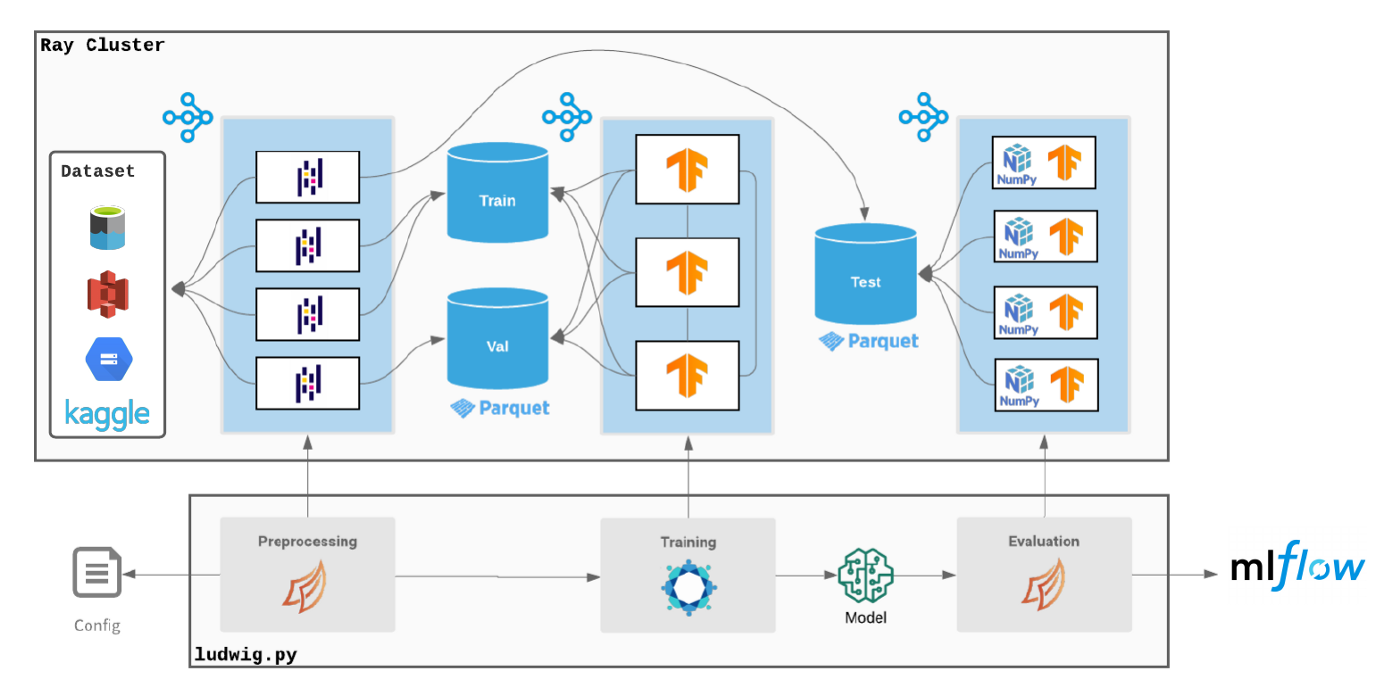 Ray Cluster
Dataset
kaggle
Train
Val
Parquet
Test
Parquet
NumPy
NumPy
NumPy
NumPy
Preprocessing
Training
Evaluation
Model
Config
ludwig.py
mlflow